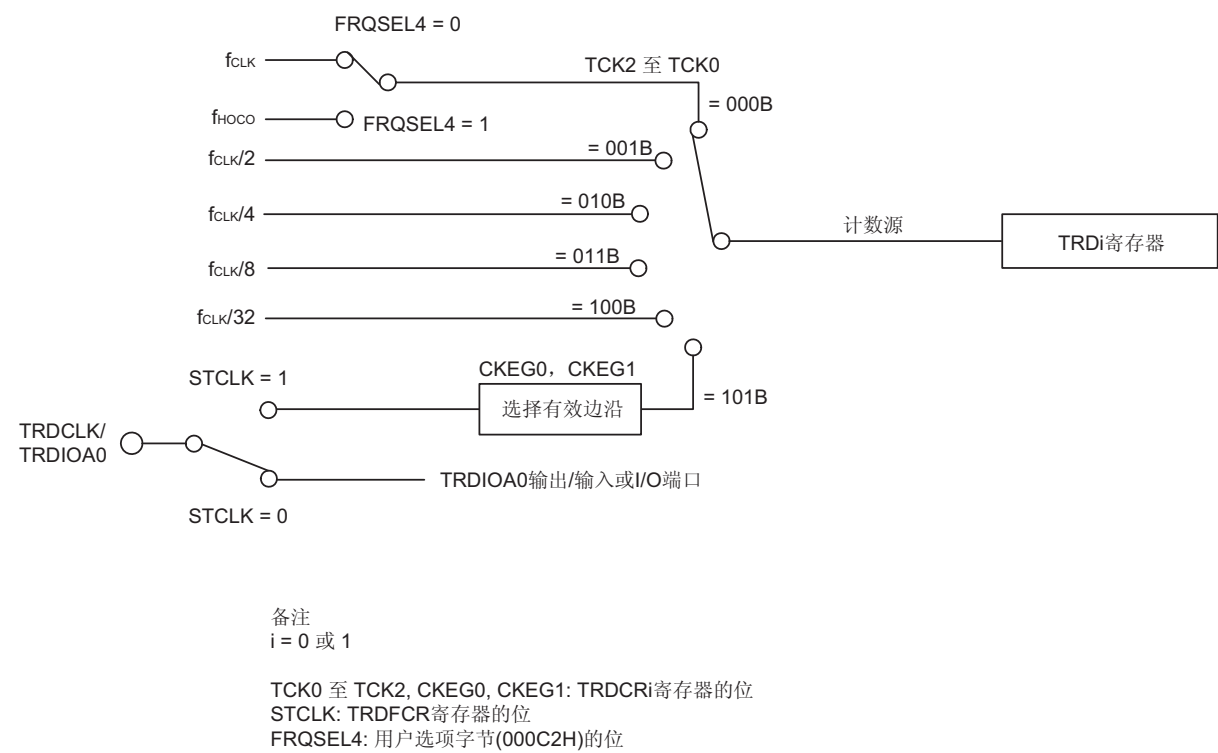 FRQSEL4 = 0
fCLK
TCK2 至 TCK0
= 000B
fHOCO
FRQSEL4 = 1
fCLK/2
= 001B
fCLK/4
= 010B
计数源
TRDi寄存器
fCLK/8
= 011B
fCLK/32
= 100B
STCLK = 1
CKEG0，CKEG1
选择有效边沿
= 101B
TRDCLK/
TRDIOA0
TRDIOA0输出/输入或I/O端口
STCLK = 0
备注
i = 0 或 1
TCK0 至 TCK2, CKEG0, CKEG1: TRDCRi寄存器的位
STCLK: TRDFCR寄存器的位
FRQSEL4: 用户选项字节(000C2H)的位